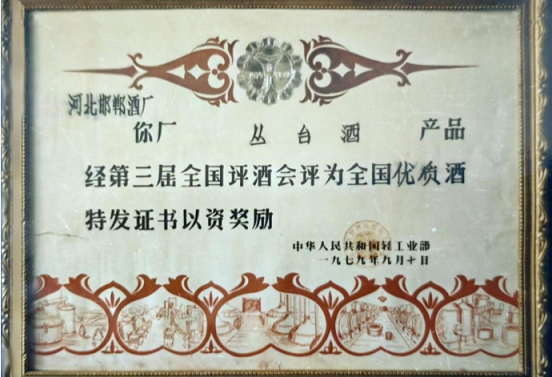 河北邯郸酒厂
你厂 丛台酒 产品
经第三届全国评酒会评为全国优质酒
特发证书以资奖励
中华人民共和国轻工业部
一九七九年九月十日